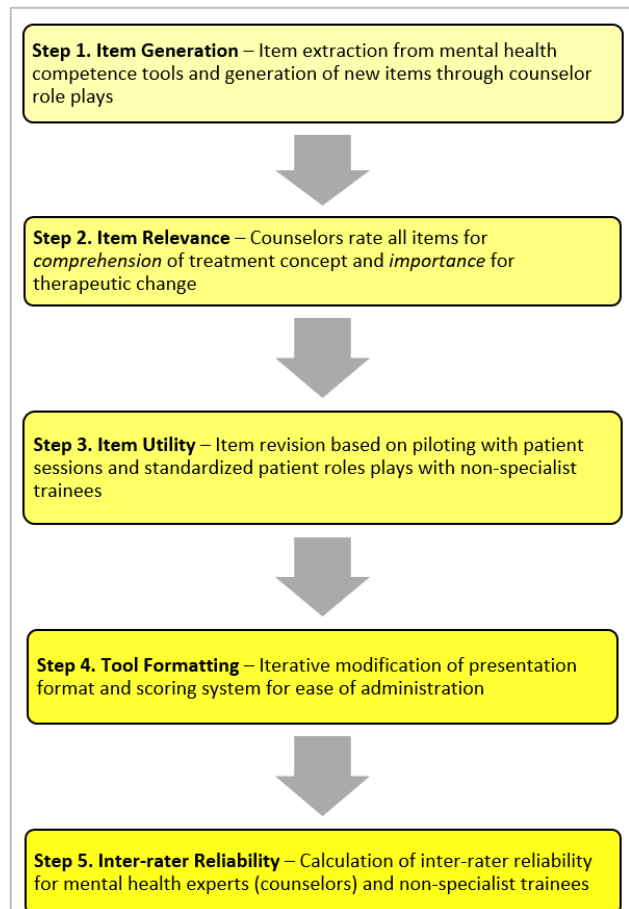 Step 1. Item Generation – Item extraction from mental health
competence tools and generation of new items through counselor
role plays
Step 2. Item Relevance – Counselors rate all items for
comprehension of treatment concept and importance for
therapeutic change
Step 3. Item Utility – Item revision based on piloting with patient
sessions and standardized patient roles plays with non-specialist
trainees
Step 4. Tool Formatting – Iterative modification of presentation
format and scoring system for ease of administration
Step 5. Inter-rater Reliability – Calculation of inter-rater reliability
for mental health experts (counselors) and non-specialist trainees